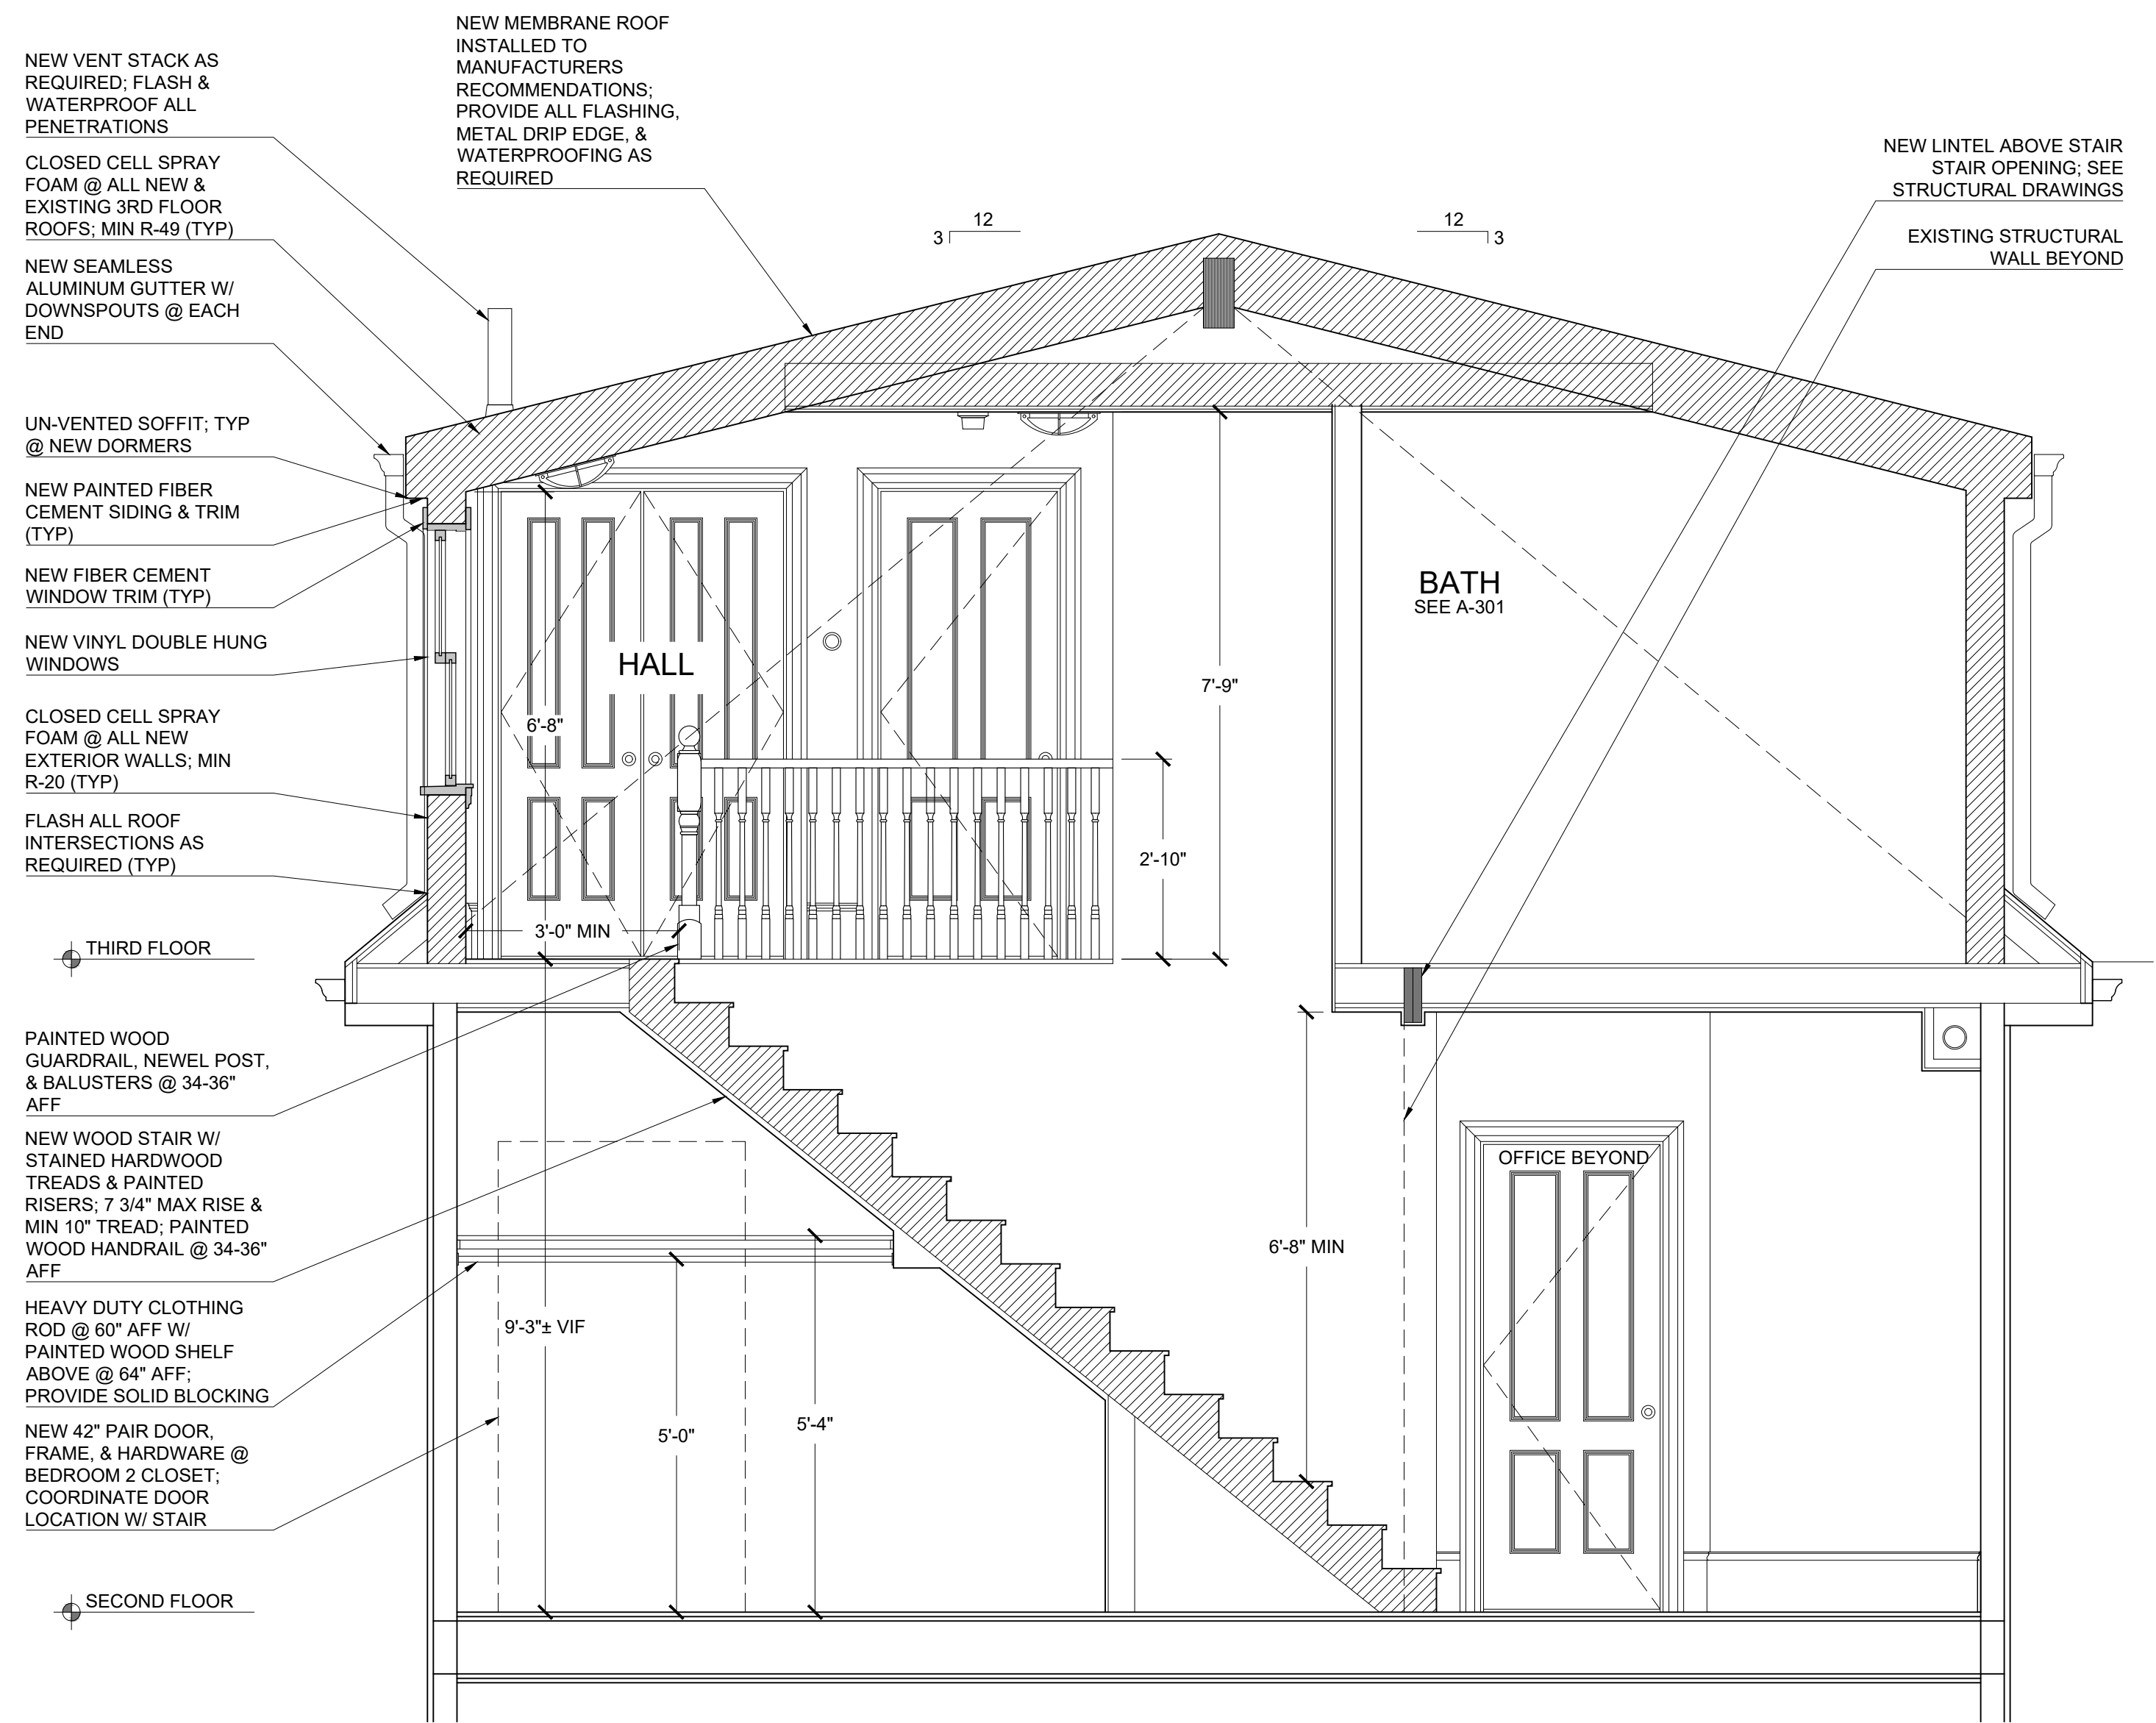 NEW MEMBRANE ROOF
INSTALLED TO
MANUFACTURERS
RECOMMENDATIONS;
PROVIDE ALL FLASHING,
METAL DRIP EDGE, &
WATERPROOFING AS
REQUIRED
NEW VENT STACK AS
REQUIRED; FLASH &
WATERPROOF ALL
PENETRATIONS
CLOSED CELL SPRAY
FOAM @ ALL NEW &
EXISTING 3RD FLOOR
ROOFS; MIN R-49 (TYP)
NEW SEAMLESS
ALUMINUM GUTTER W/
DOWNSPOUTS @ EACH
END
UN-VENTED SOFFIT; TYP
@ NEW DORMERS
NEW PAINTED FIBER
CEMENT SIDING & TRIM
(TYP)
NEW FIBER CEMENT
WINDOW TRIM (TYP)
NEW VINYL DOUBLE HUNG
WINDOWS
CLOSED CELL SPRAY
FOAM @ ALL NEW
EXTERIOR WALLS; MIN
R-20 (TYP)
FLASH ALL ROOF
INTERSECTIONS AS
REQUIRED (TYP)
THIRD FLOOR
PAINTED WOOD
GUARDRAIL, NEWEL POST,
& BALUSTERS @ 34-36"
AFF
NEW WOOD STAIR W/
STAINED HARDWOOD
TREADS & PAINTED
RISERS; 7 3/4" MAX RISE &
MIN 10" TREAD; PAINTED
WOOD HANDRAIL @ 34-36"
AFF
HEAVY DUTY CLOTHING
ROD @ 60" AFF W/
PAINTED WOOD SHELF
ABOVE @ 64" AFF;
PROVIDE SOLID BLOCKING
NEW 42" PAIR DOOR,
FRAME, & HARDWARE @
BEDROOM 2 CLOSET;
COORDINATE DOOR
LOCATION W/ STAIR
SECOND FLOOR
12
3
12
3
NEW LINTEL ABOVE STAIR
STAIR OPENING; SEE
STRUCTURAL DRAWINGS
EXISTING STRUCTURAL
WALL BEYOND
BATH
SEE A-301
HALL
7'-9"
6'-8"
2'-10"
3'-0" MIN
OFFICE BEYOND
6'-8" MIN
9'-3"± VIF
5'-4"
5'-0"